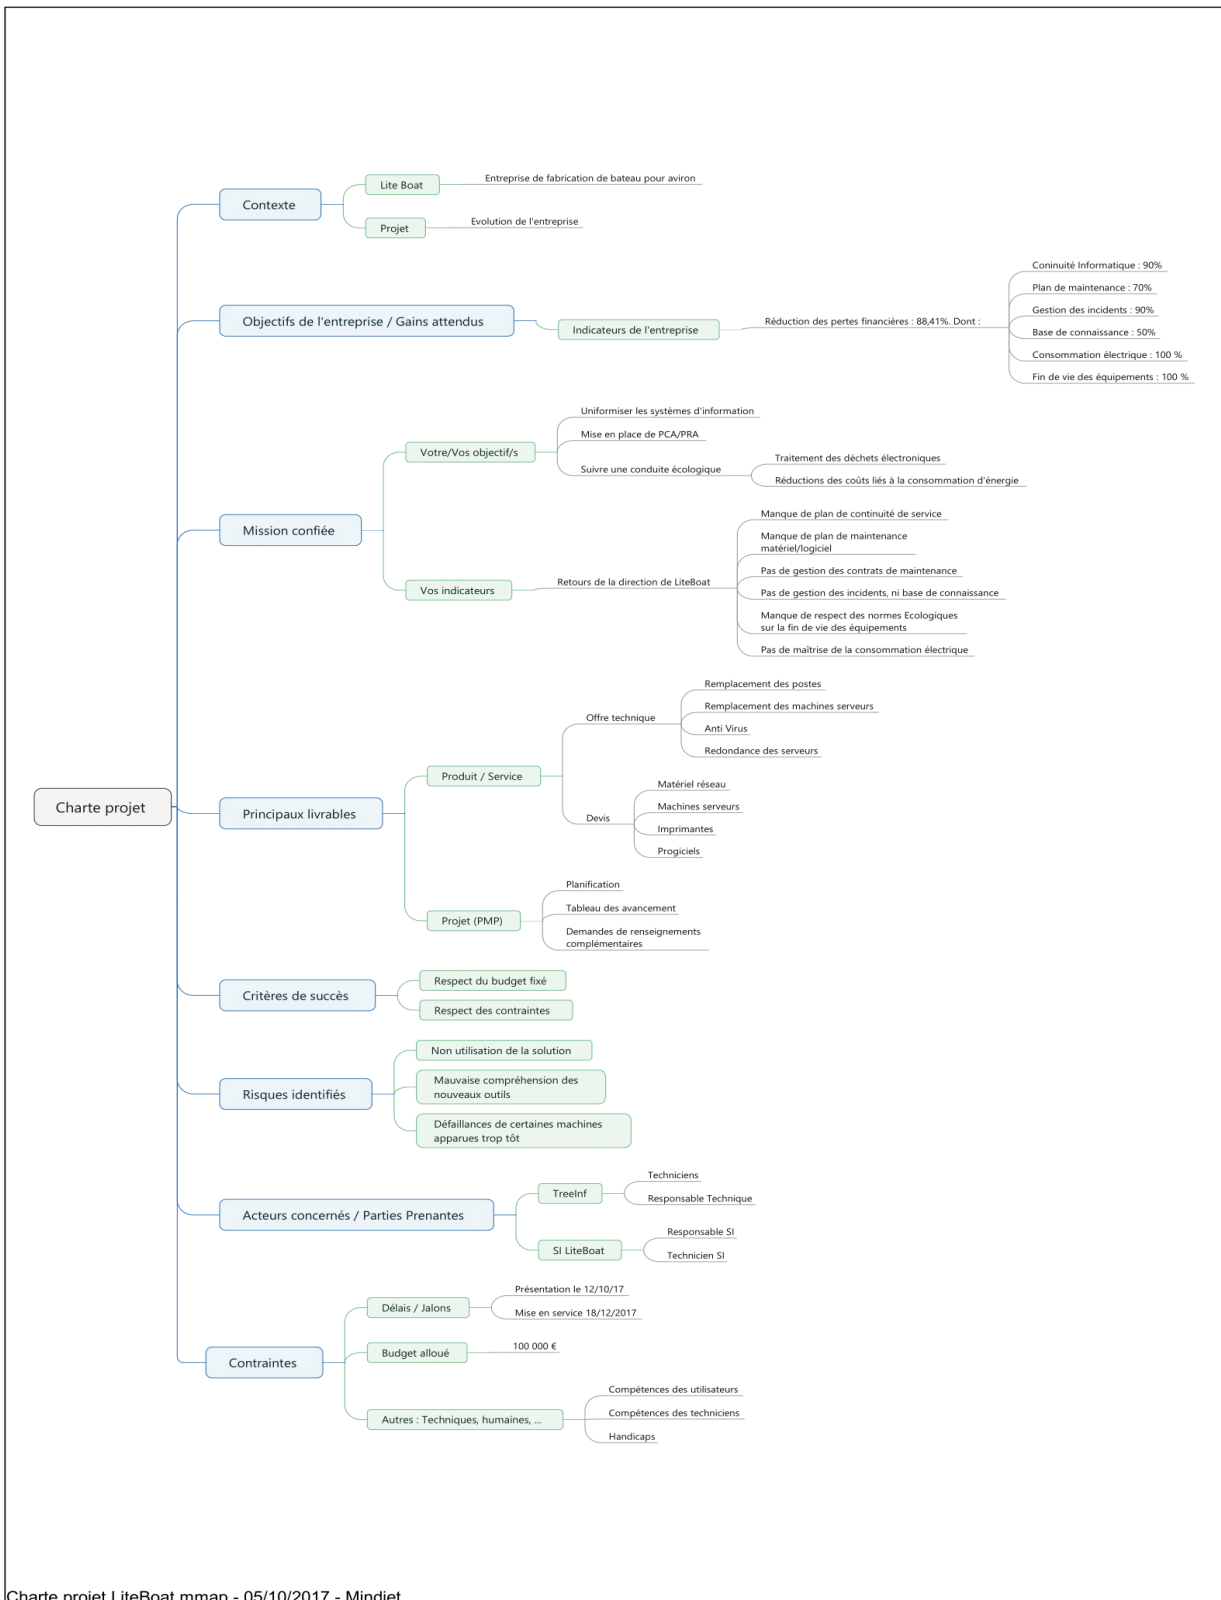 Charte projet
Contexte
Lite Boat
Entreprise de fabrication de bateau pour aviron
Projet
Evolution de l'entreprise
Objectifs de l'entreprise / Gains attendus
Indicateurs de l'entreprise
Réduction des pertes financières : 88,41%. Dont :
Coninuité Informatique : 90%
Plan de maintenance : 70%
Gestion des incidents : 90%
Base de connaissance : 50%
Consommation électrique : 100 %
Fin de vie des équipements : 100 %
Mission confiée
Votre/Vos objectif/s
Uniformiser les systèmes d'information
Mise en place de PCA/PRA
Suivre une conduite écologique
Traitement des déchets électroniques
Réductions des coûts liés à la consommation d'énergie
Vos indicateurs
Retours de la direction de LiteBoat
Manque de plan de continuité de service
Manque de plan de maintenance
matériel/logiciel
Pas de gestion des contrats de maintenance
Pas de gestion des incidents, ni base de connaissance
Manque de respect des normes Ecologiques
sur la fin de vie des équipements
Pas de maîtrise de la consommation électrique
Principaux livrables
Produit / Service
Offre technique
Remplacement des postes
Remplacement des machines serveurs
Anti Virus
Redondance des serveurs
Devis
Matériel réseau
Machines serveurs
Imprimantes
Progiciels
Projet (PMP)
Planification
Tableau des avancement
Demandes de renseignements
complémentaires
Critères de succès
Respect du budget fixé
Respect des contraintes
Risques identifiés
Non utilisation de la solution
Mauvaise compréhension des
nouveaux outils
Défaillances de certaines machines
apparues trop tôt
Acteurs concernés / Parties Prenantes
TreeInf
Techniciens
Responsable Technique
SI LiteBoat
Responsable SI
Technicien SI
Contraintes
Délais / Jalons
Présentation le 12/10/17
Mise en service 18/12/2017
Budget alloué
100 000 €
Autres : Techniques, humaines, ...
Compétences des utilisateurs
Compétences des techniciens
Handicaps
Charte projet LiteBoat.mmap - 05/10/2017 - Mindjet